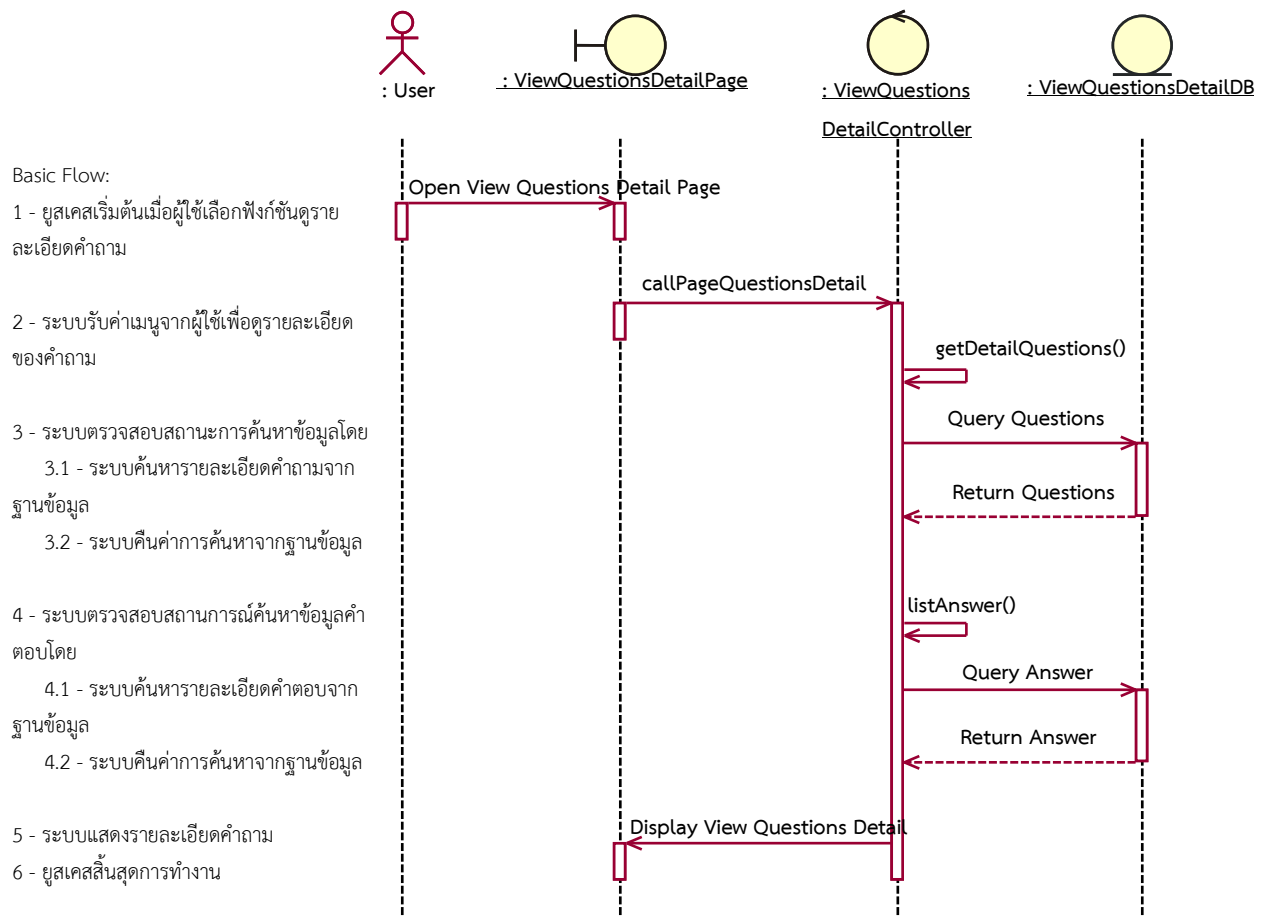 : User
: ViewQuestionsDetailPage
: ViewQuestions
DetailController
: ViewQuestionsDetailDB
Basic Flow:
1 - ยูสเคสเริ่มต้นเมื่อผู้ใช้เลือกฟังก์ชันดูราย
ละเอียดคำถาม
Open View Questions Detail Page
2 - ระบบรับค่าเมนูจากผู้ใช้เพื่อดูรายละเอียด
ของคำถาม
callPageQuestionsDetail
getDetailQuestions()
3 - ระบบตรวจสอบสถานะการค้นหาข้อมูลโดย
3.1 - ระบบค้นหารายละเอียดคำถามจาก
ฐานข้อมูล
3.2 - ระบบคืนค่าการค้นหาจากฐานข้อมูล
Query Questions
Return Questions
4 - ระบบตรวจสอบสถานการณ์ค้นหาข้อมูลคำ
ตอบโดย
4.1 - ระบบค้นหารายละเอียดคำตอบจาก
ฐานข้อมูล
4.2 - ระบบคืนค่าการค้นหาจากฐานข้อมูล
listAnswer()
Query Answer
Return Answer
5 - ระบบแสดงรายละเอียดคำถาม
6 - ยูสเคสสิ้นสุดการทำงาน
Display View Questions Detail